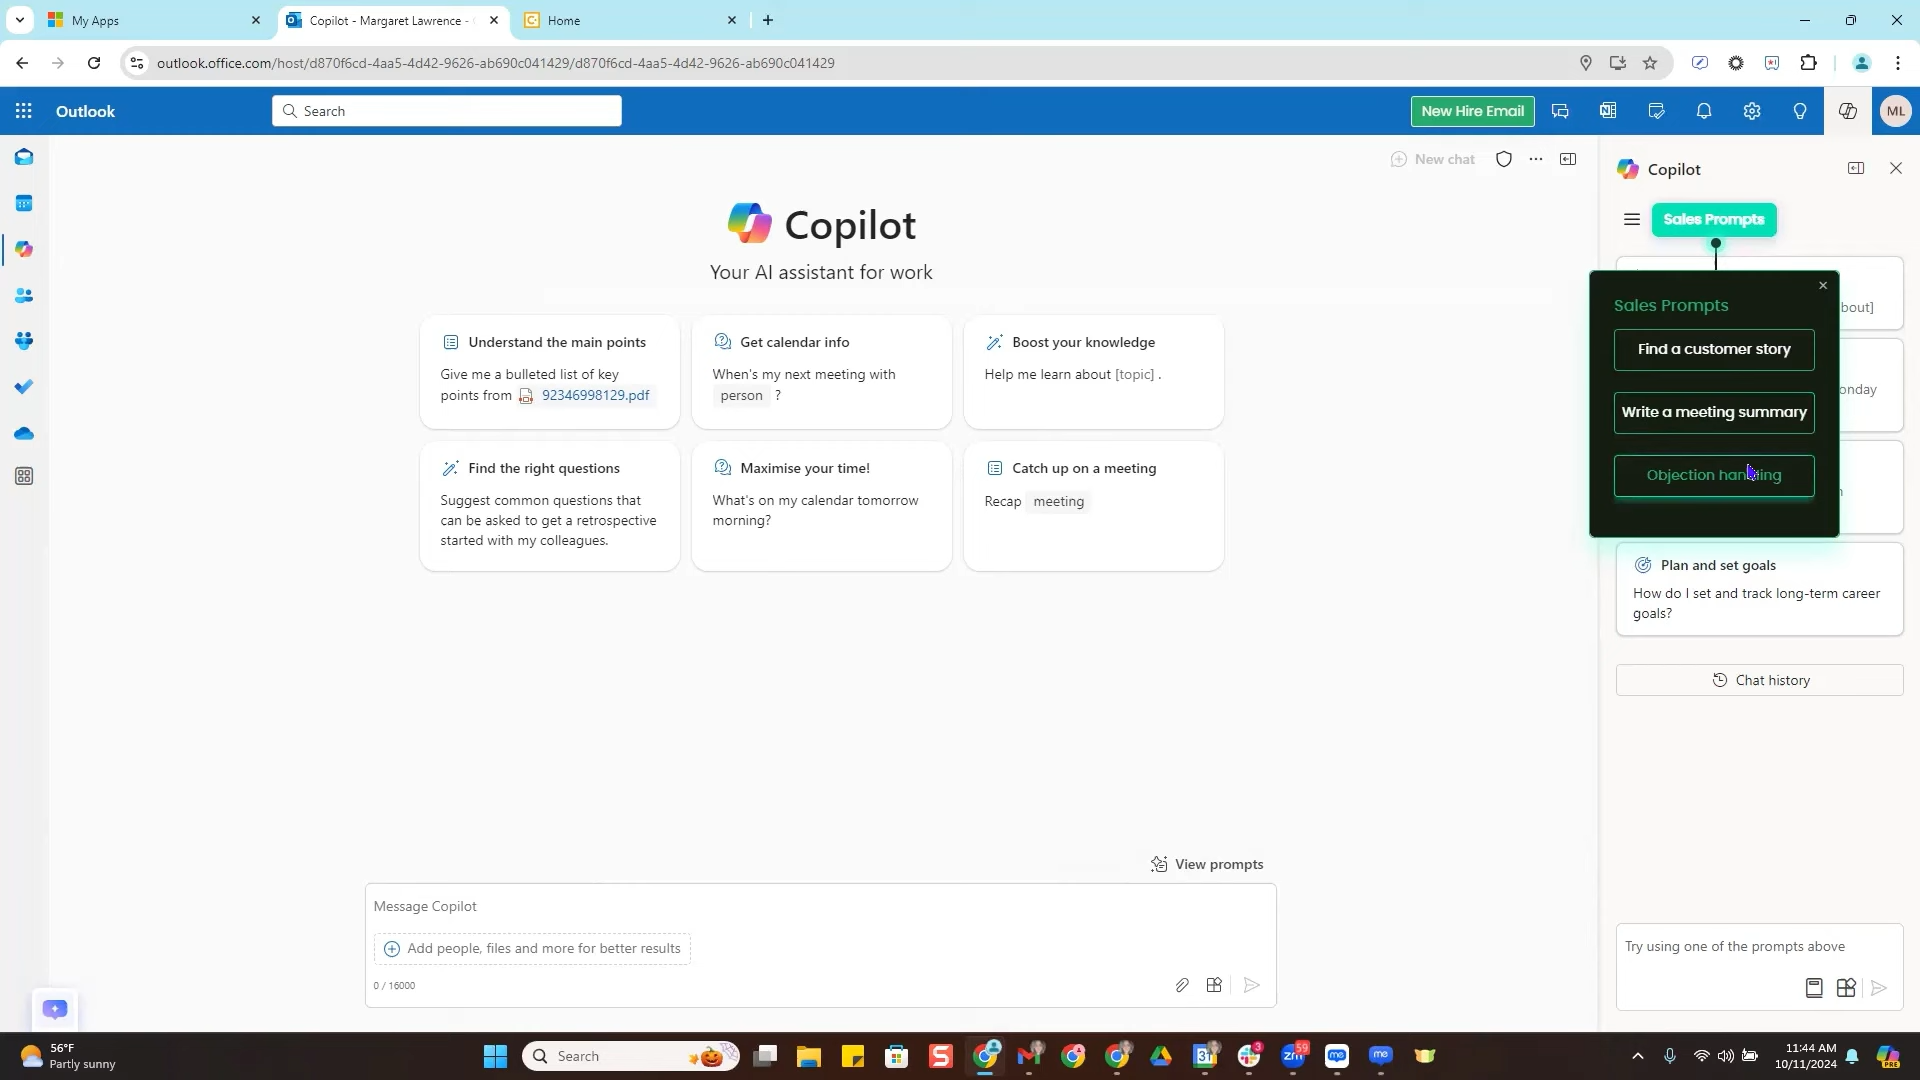 My Apps
Copilot - Margaret Lawrence -
Home
outlook.office.com/host/d870f6cd-4aa5-4d42-9626-ab690c041429/d870f6cd-4aa5-4d42-9626-ab690c041429
Outlook
Search
New Hire Email
ML
New chat
Copilot
Your AI assistant for work
Understand the main points
Give me a bulleted list of key
points from 92346998129.pdf
Get calendar info
When's my next meeting with
person ?
Boost your knowledge
Help me learn about [topic] .
Find the right questions
Suggest common questions that
can be asked to get a retrospective
started with my colleagues.
Maximise your time!
What's on my calendar tomorrow
morning?
Catch up on a meeting
Recap meeting
View prompts
Message Copilot
Add people, files and more for better results
0 / 16000
Copilot
Sales Prompts
bout]
onday
Sales Prompts
Find a customer story
Write a meeting summary
Objection handling
Plan and set goals
How do I set and track long-term career
goals?
Chat history
Try using one of the prompts above
56°F
Partly sunny
Search
31
3
59
zm
me
me
PRE
11:44 AM
10/11/2024